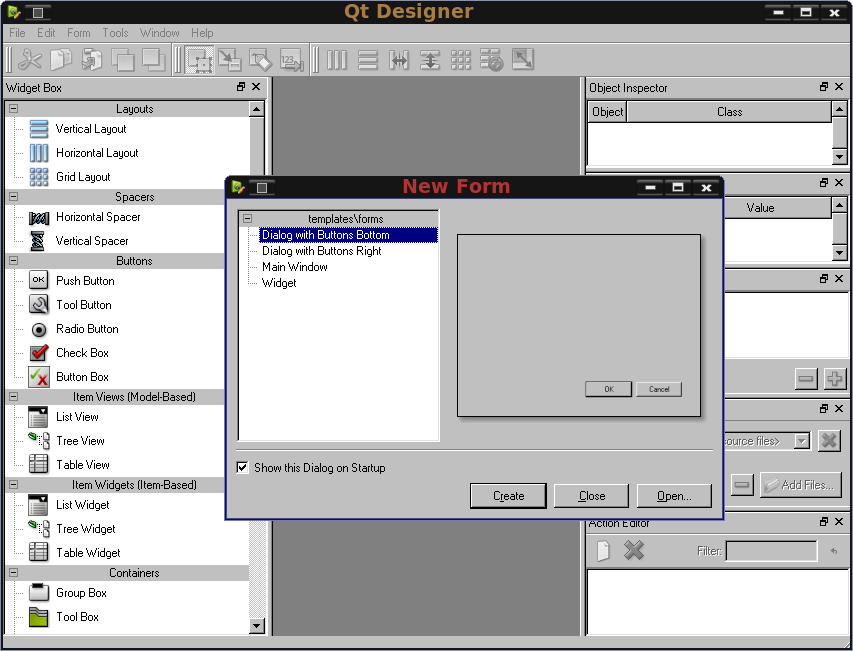 Qt Designer
File Edit Form Tools Window Help
Widget Box
Layouts
Vertical Layout
Horizontal Layout
Grid Layout
Spacers
Horizontal Spacer
Vertical Spacer
Buttons
OK Push Button
Tool Button
Radio Button
Check Box
Button Box
Item Views (Model-Based)
List View
Tree View
Table View
Item Widgets (Item-Based)
List Widget
Tree Widget
Table Widget
Containers
Group Box
Tool Box
New Form
templates\forms
Dialog with Buttons Bottom
Dialog with Buttons Right
Main Window
Widget
OK Cancel
Show this Dialog on Startup
Create Close Open...
Object Inspector
Object Class
Value
source files>
Add Files...
Action Editor
Filter: